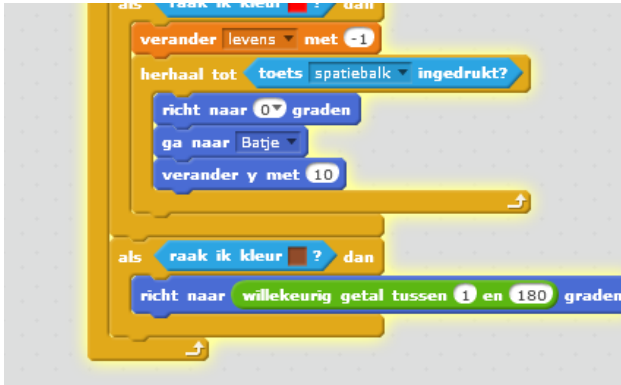 als raak ik kleur ? dan
verander levens met -1
herhaal tot toets spatiebalk ingedrukt?
richt naar 0 graden
ga naar Batje
verander y met 10
als raak ik kleur ? dan
richt naar willekeurig getal tussen 1 en 180 graden